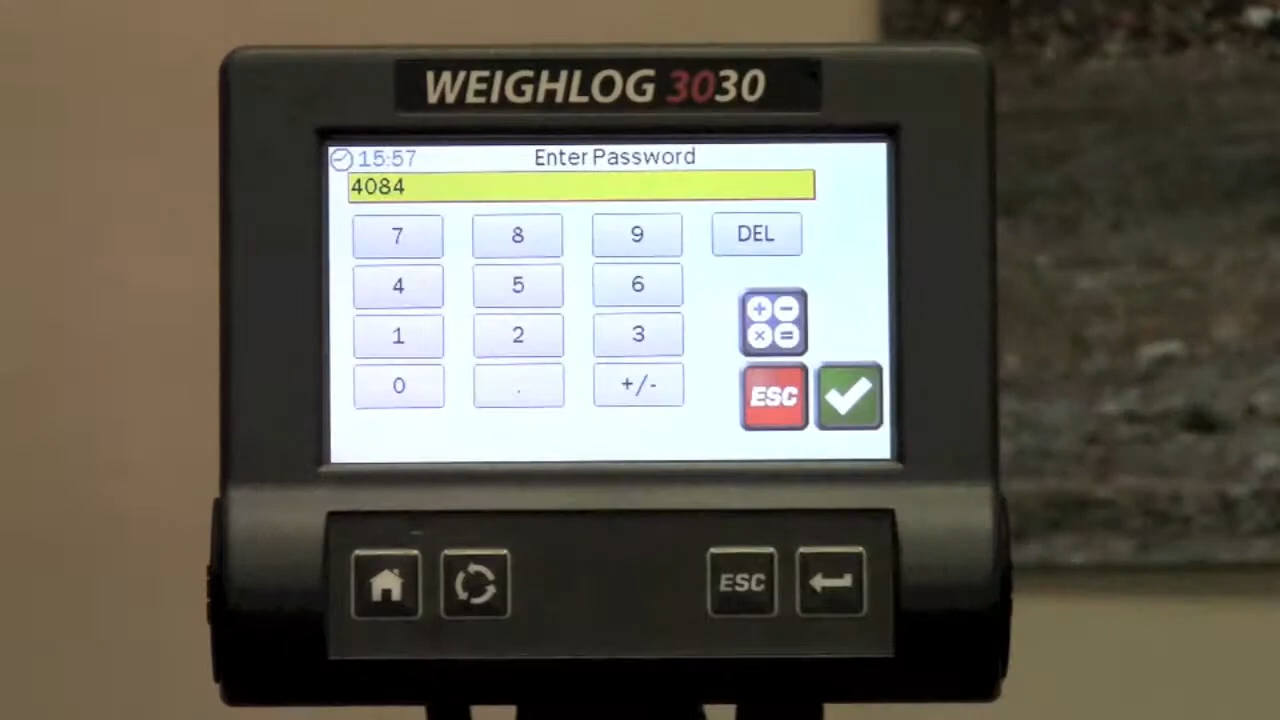 WEIGHLOG 3030
15:57 Enter Password
4084
7 8 9 DEL
4 5 6
1 2 3
+ - × =
0 . +/-
ESC
ESC